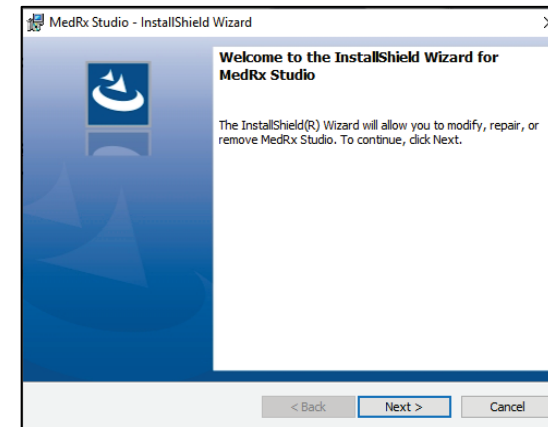 MedRx Studio - InstallShield Wizard
Welcome to the InstallShield Wizard for
MedRx Studio
The InstallShield(R) Wizard will allow you to modify, repair, or
remove MedRx Studio. To continue, click Next.
< Back
Next >
Cancel